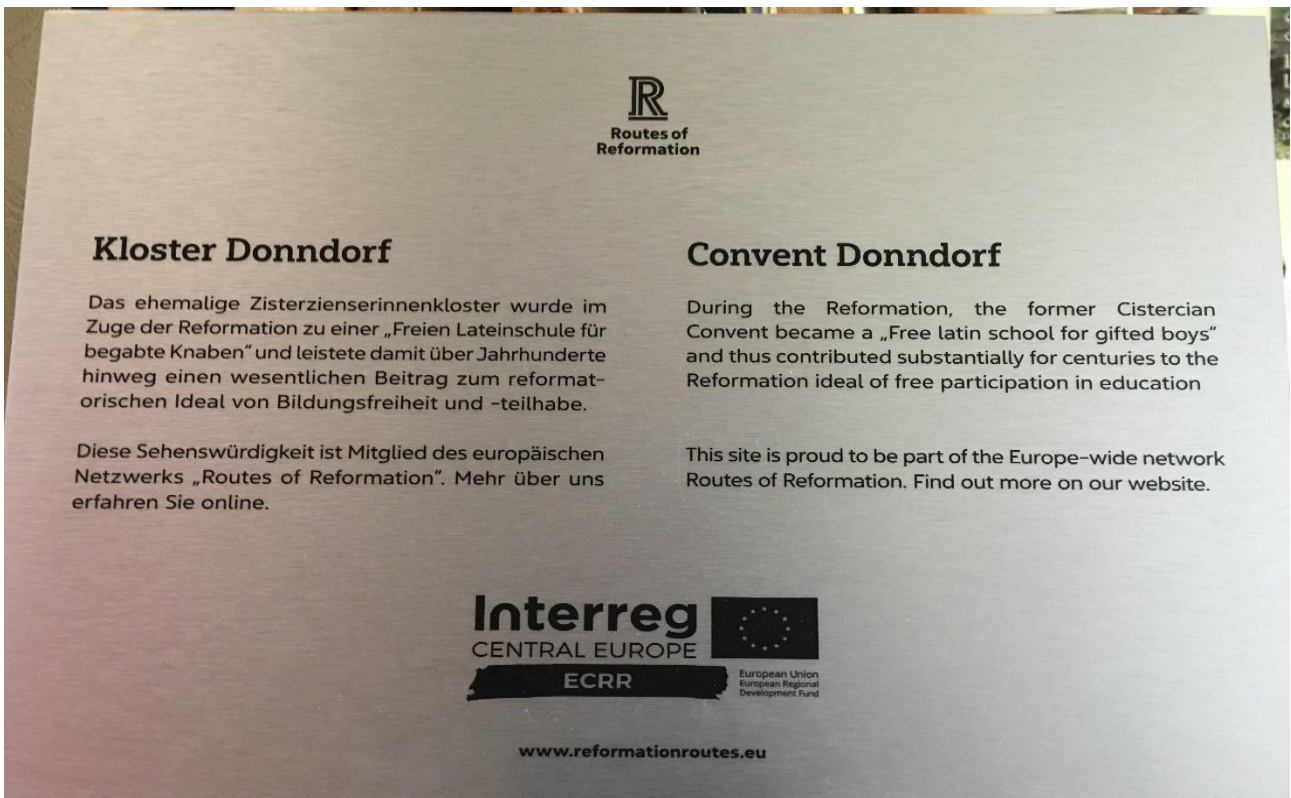 R
Routes of
Reformation
Kloster Donndorf
Das ehemalige Zisterzienserinnenkloster wurde im
Zuge der Reformation zu einer „Freien Lateinschule für
begabte Knaben“ und leistete damit über Jahrhunderte
hinweg einen wesentlichen Beitrag zum reformat-
orischen Ideal von Bildungsfreiheit und -teilhabe.
Diese Sehenswürdigkeit ist Mitglied des europäischen
Netzwerks „Routes of Reformation“. Mehr über uns
erfahren Sie online.
Convent Donndorf
During the Reformation, the former Cistercian
Convent became a „Free latin school for gifted boys“
and thus contributed substantially for centuries to the
Reformation ideal of free participation in education
This site is proud to be part of the Europe-wide network
Routes of Reformation. Find out more on our website.
Interreg
CENTRAL EUROPE
ECRR
European Union
European Regional
Development Fund
www.reformationroutes.eu